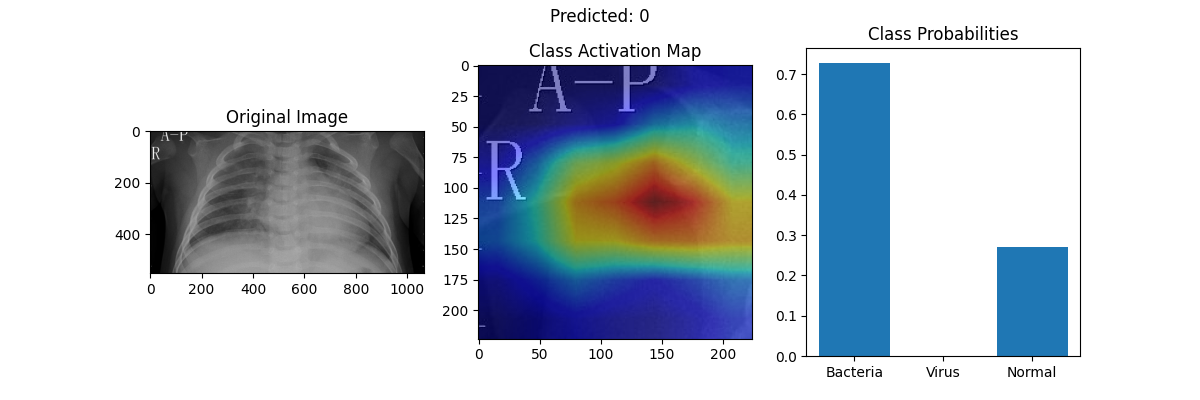 Predicted: 0
Original Image
0
200
400
0 200 400 600 800 1000
A-P
R
Class Activation Map
0
25
50
75
100
125
150
175
200
0 50 100 150 200
A-P
R
Class Probabilities
0.7
0.6
0.5
0.4
0.3
0.2
0.1
0.0
Bacteria Virus Normal